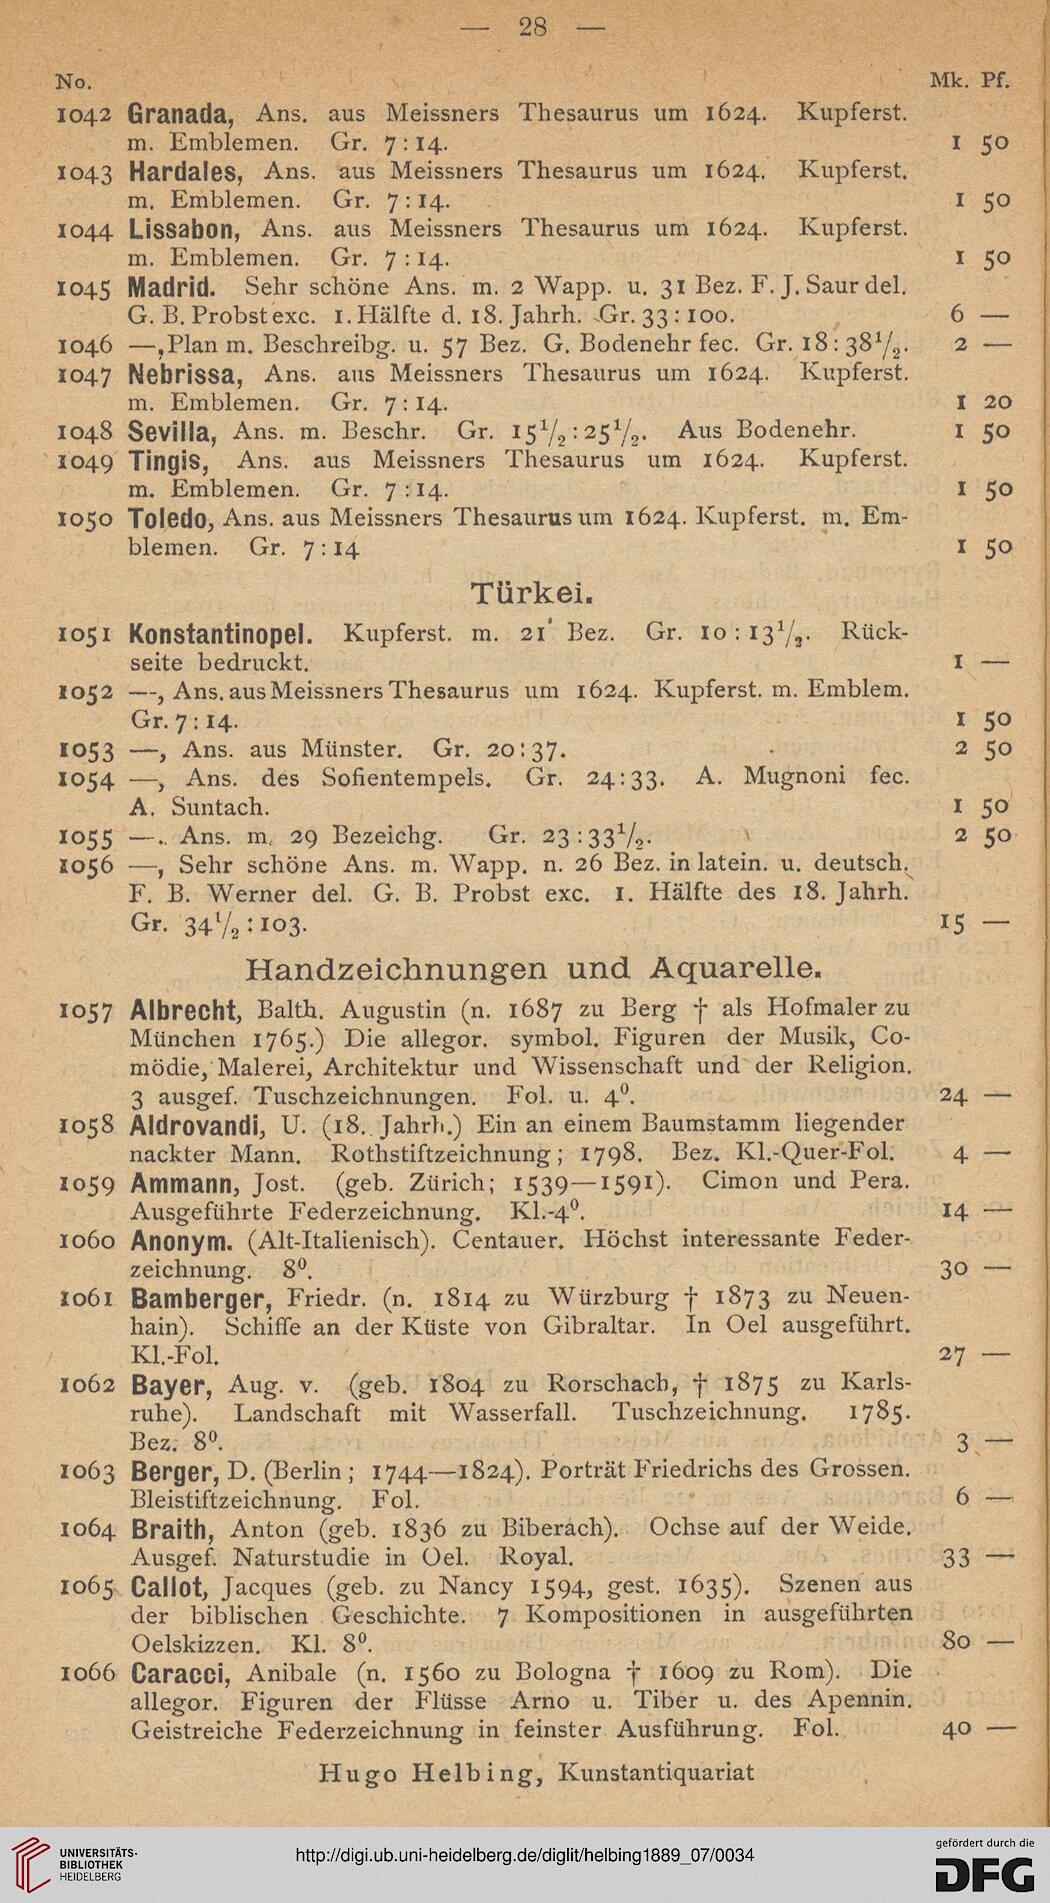 — 28 —
No. Mk. Pf.
1042 Granada, Ans. aus Meissners Thesaurus um 1624. Kupferst.
m. Emblemen. Gr. 7 : 14. 1 50
1043 Hardales, Ans. aus Meissners Thesaurus um 1624. Kupferst.
m. Emblemen. Gr. 7 : 14. 1 50
1044 Lissabon, Ans. aus Meissners Thesaurus um 1624. Kupferst.
m. Emblemen. Gr. 7 : 14. 1 50
1045 Madrid. Sehr schöne Ans. m. 2 Wapp. u. 31 Bez. F. J. Saur del.
G. B. Probst exc. 1. Hälfte d. 18. Jahrh. Gr. 33 : 100. 6 —
1046 —, Plan m. Beschreibg. u. 57 Bez. G. Bodenehr fec. Gr. 18 : 38¹/₂. 2 —
1047 Nebrissa, Ans. aus Meissners Thesaurus um 1624. Kupferst.
m. Emblemen. Gr. 7 : 14. 1 20
1048 Sevilla, Ans. m. Beschr. Gr. 15¹/₂ : 25¹/₂. Aus Bodenehr. 1 50
1049 Tingis, Ans. aus Meissners Thesaurus um 1624. Kupferst.
m. Emblemen. Gr. 7 : 14. 1 50
1050 Toledo, Ans. aus Meissners Thesaurus um 1624. Kupferst. m. Em-
blemen. Gr. 7 : 14 1 50
Türkei.
1051 Konstantinopel. Kupferst. m. 21 Bez. Gr. 10 : 13¹/₂. Rück-
seite bedruckt. 1 —
1052 —, Ans. aus Meissners Thesaurus um 1624. Kupferst. m. Emblem.
Gr. 7 : 14. 1 50
1053 —, Ans. aus Münster. Gr. 20 : 37. 2 50
1054 —, Ans. des Sofientempels. Gr. 24 : 33. A. Mugnoni fec.
A. Suntach. 1 50
1055 —. Ans. m. 29 Bezeichg. Gr. 23 : 33¹/₂. 2 50
1056 —, Sehr schöne Ans. m. Wapp. n. 26 Bez. in latein. u. deutsch.
F. B. Werner del. G. B. Probst exc. 1. Hälfte des 18. Jahrh.
Gr. 34¹/₂ : 103. 15 —
Handzeichnungen und Aquarelle.
1057 Albrecht, Balth. Augustin (n. 1687 zu Berg † als Hofmaler zu
München 1765.) Die allegor. symbol. Figuren der Musik, Co-
mödie, Malerei, Architektur und Wissenschaft und der Religion.
3 ausgef. Tuschzeichnungen. Fol. u. 4⁰. 24 —
1058 Aldrovandi, U. (18. Jahrh.) Ein an einem Baumstamm liegender
nackter Mann. Rothstiftzeichnung; 1798. Bez. Kl.-Quer-Fol. 4 —
1059 Ammann, Jost. (geb. Zürich; 1539—1591). Cimon und Pera.
Ausgeführte Federzeichnung. Kl.-4⁰. 14 —
1060 Anonym. (Alt-Italienisch). Centauer. Höchst interessante Feder-
zeichnung. 8⁰. 30 —
1061 Bamberger, Friedr. (n. 1814 zu Würzburg † 1873 zu Neuen-
hain). Schiffe an der Küste von Gibraltar. In Oel ausgeführt.
Kl.-Fol. 27 —
1062 Bayer, Aug. v. (geb. 1804 zu Rorschach, † 1875 zu Karls-
ruhe). Landschaft mit Wasserfall. Tuschzeichnung. 1785.
Bez. 8⁰. 3 —
1063 Berger, D. (Berlin; 1744—1824). Porträt Friedrichs des Grossen.
Bleistiftzeichnung. Fol. 6 —
1064 Braith, Anton (geb. 1836 zu Biberach). Ochse auf der Weide.
Ausgef. Naturstudie in Oel. Royal. 33 —
1065 Callot, Jacques (geb. zu Nancy 1594, gest. 1635). Szenen aus
der biblischen Geschichte. 7 Kompositionen in ausgeführten
Oelskizzen. Kl. 8⁰. 80 —
1066 Caracci, Anibale (n. 1560 zu Bologna † 1609 zu Rom). Die
allegor. Figuren der Flüsse Arno u. Tiber u. des Apennin.
Geistreiche Federzeichnung in feinster Ausführung. Fol. 40 —
Hugo Helbing, Kunstantiquariat
UNIVERSITÄTS-
BIBLIOTHEK
HEIDELBERG
http://digi.ub.uni-heidelberg.de/diglit/helbing1889_07/0034
gefördert durch die
DFG